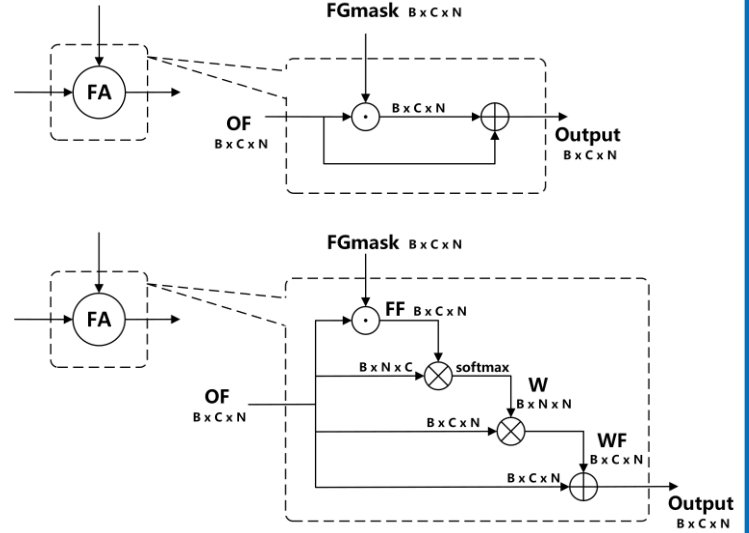 FGmask B x C x N
FA
B x C x N
OF
B x C x N
Output
B x C x N
FGmask B x C x N
FA
FF B x C x N
B x N x C
softmax
W
B x N x N
OF
B x C x N
B x C x N
WF
B x C x N
B x C x N
Output
B x C x N